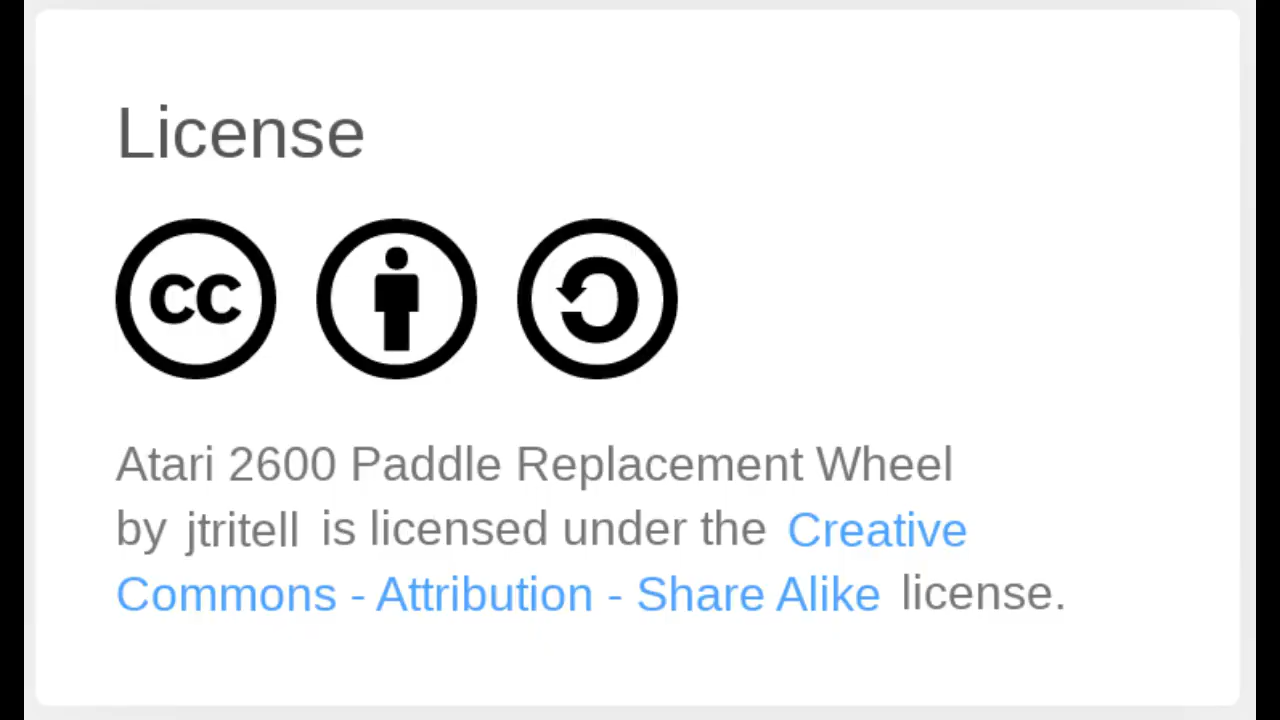 License
cc
Atari 2600 Paddle Replacement Wheel
by jtritell is licensed under the Creative
Commons - Attribution - Share Alike license.